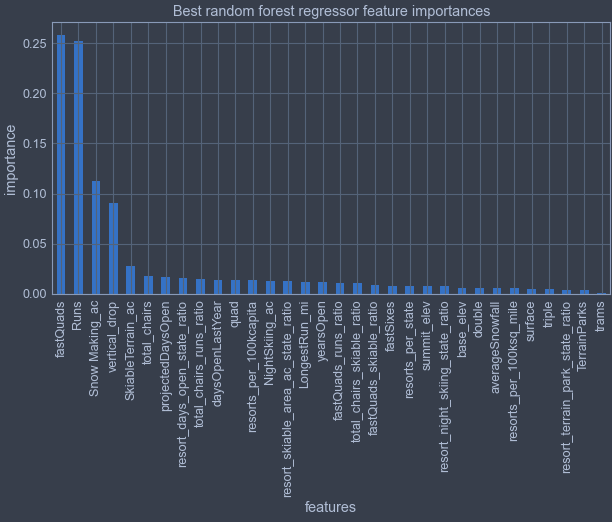 Best random forest regressor feature importances
importance
0.25
0.20
0.15
0.10
0.05
0.00
fastQuads
Runs
Snow Making_ac
vertical_drop
SkiableTerrain_ac
total_chairs
projectedDaysOpen
resort_days_open_state_ratio
total_chairs_runs_ratio
daysOpenLastYear
quad
resorts_per_100kcapita
NightSkiing_ac
resort_skiable_area_ac_state_ratio
LongestRun_mi
yearsOpen
fastQuads_runs_ratio
total_chairs_skiable_ratio
fastQuads_skiable_ratio
fastSixes
resorts_per_state
summit_elev
resort_night_skiing_state_ratio
base_elev
double
averageSnowfall
resorts_per_100ksq_mile
surface
triple
resort_terrain_park_state_ratio
TerrainParks
trams
features